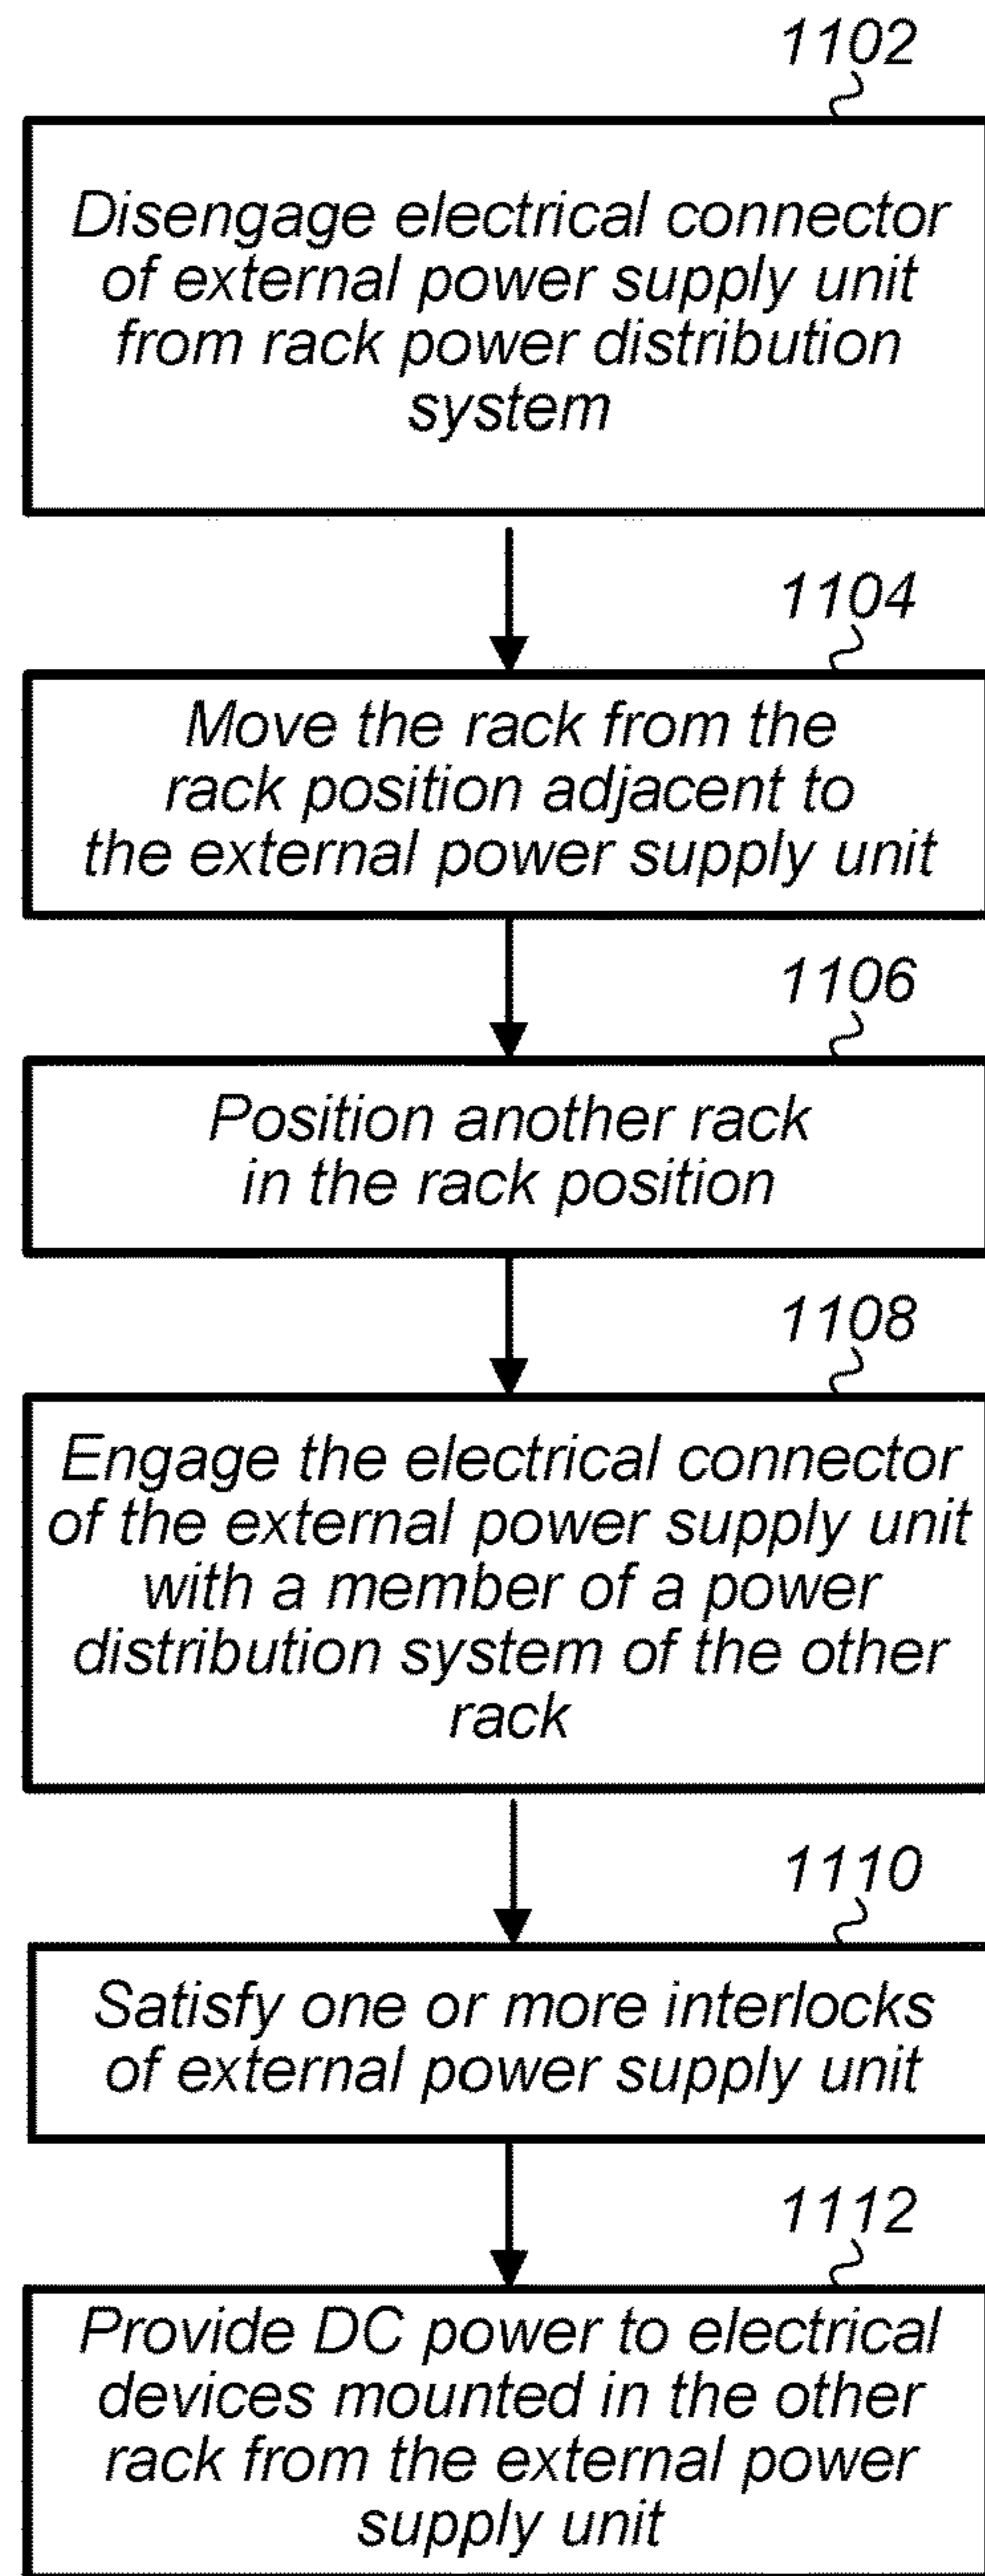 1102
Disengage electrical connector
of external power supply unit
from rack power distribution
system
1104
Move the rack from the
rack position adjacent to
the external power supply unit
1106
Position another rack
in the rack position
1108
Engage the electrical connector
of the external power supply unit
with a member of a power
distribution system of the other
rack
1110
Satisfy one or more interlocks
of external power supply unit
1112
Provide DC power to electrical
devices mounted in the other
rack from the external power
supply unit